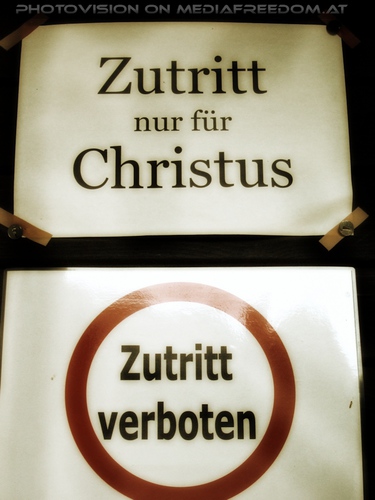 PHOTOVISION ON MEDIAFREEDOM.AT
Zutritt
nur für
Christus
Zutritt
verboten